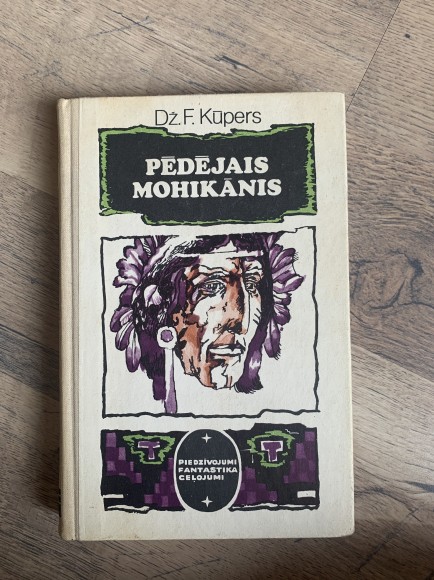 Dž. F. Kūpers
PĒDĒJAIS
MOHIKĀNIS
T T
PIEDZĪVOJUMI
FANTASTIKA
CEĻOJUMI